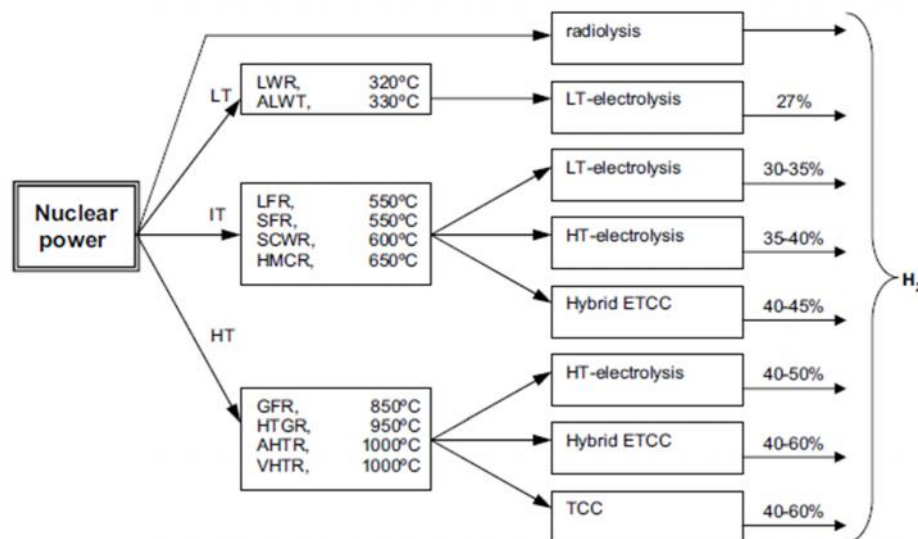 radiolysis
LT
LWR, 320ºC
ALWT, 330ºC
LT-electrolysis
27%
Nuclear
power
IT
LFR, 550ºC
SFR, 550ºC
SCWR, 600ºC
HMCR, 650ºC
LT-electrolysis
30-35%
HT-electrolysis
35-40%
Hybrid ETCC
40-45%
H₂
HT
GFR, 850ºC
HTGR, 950ºC
AHTR, 1000ºC
VHTR, 1000ºC
HT-electrolysis
40-50%
Hybrid ETCC
40-60%
TCC
40-60%